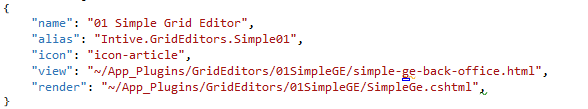 {
"name": "01 Simple Grid Editor",
"alias": "Intive.GridEditors.Simple01",
"icon": "icon-article",
"view": "~/App_Plugins/GridEditors/01SimpleGE/simple-ge-back-office.html",
"render": "~/App_Plugins/GridEditors/01SimpleGE/SimpleGe.cshtml",
}